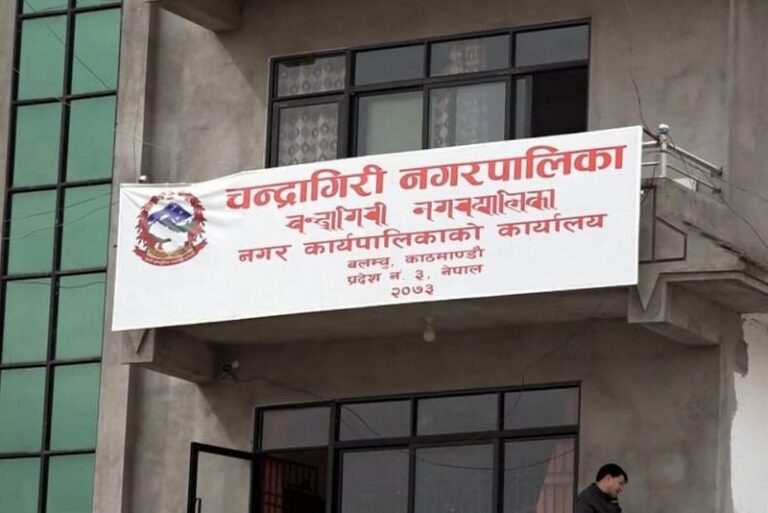 चन्द्रागिरी नगरपालिका
नगर कार्यपालिकाको कार्यालय
बलम्बु, काठमाण्डौ
प्रदेश नं. ३, नेपाल
२०७३